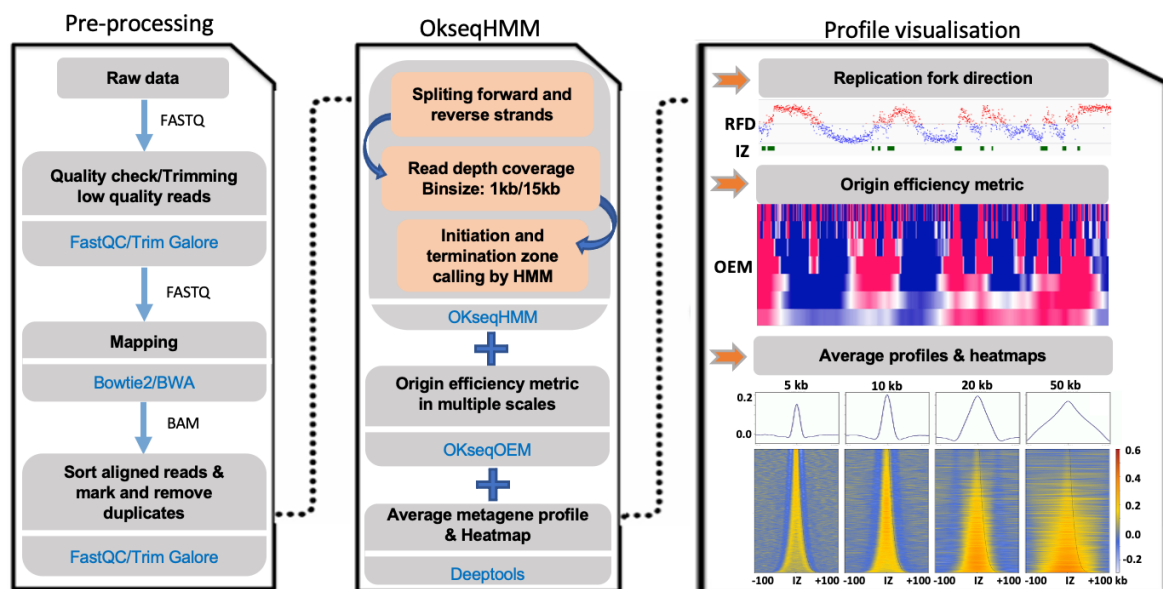 Pre-processing
Raw data
FASTQ
Quality check/Trimming
low quality reads
FastQC/Trim Galore
FASTQ
Mapping
Bowtie2/BWA
BAM
Sort aligned reads &
mark and remove
duplicates
FastQC/Trim Galore
OkseqHMM
Spliting forward and
reverse strands
Read depth coverage
Binsize: 1kb/15kb
Initiation and
termination zone
calling by HMM
OKseqHMM
Origin efficiency metric
in multiple scales
OKseqOEM
Average metagene profile
& Heatmap
Deeptools
Profile visualisation
Replication fork direction
RFD
IZ
Origin efficiency metric
OEM
Average profiles & heatmaps
5 kb 10 kb 20 kb 50 kb
0.2
0.0
0.6
0.4
0.2
0.0
-0.2
-100 IZ +100 -100 IZ +100 -100 IZ +100 -100 IZ +100 kb